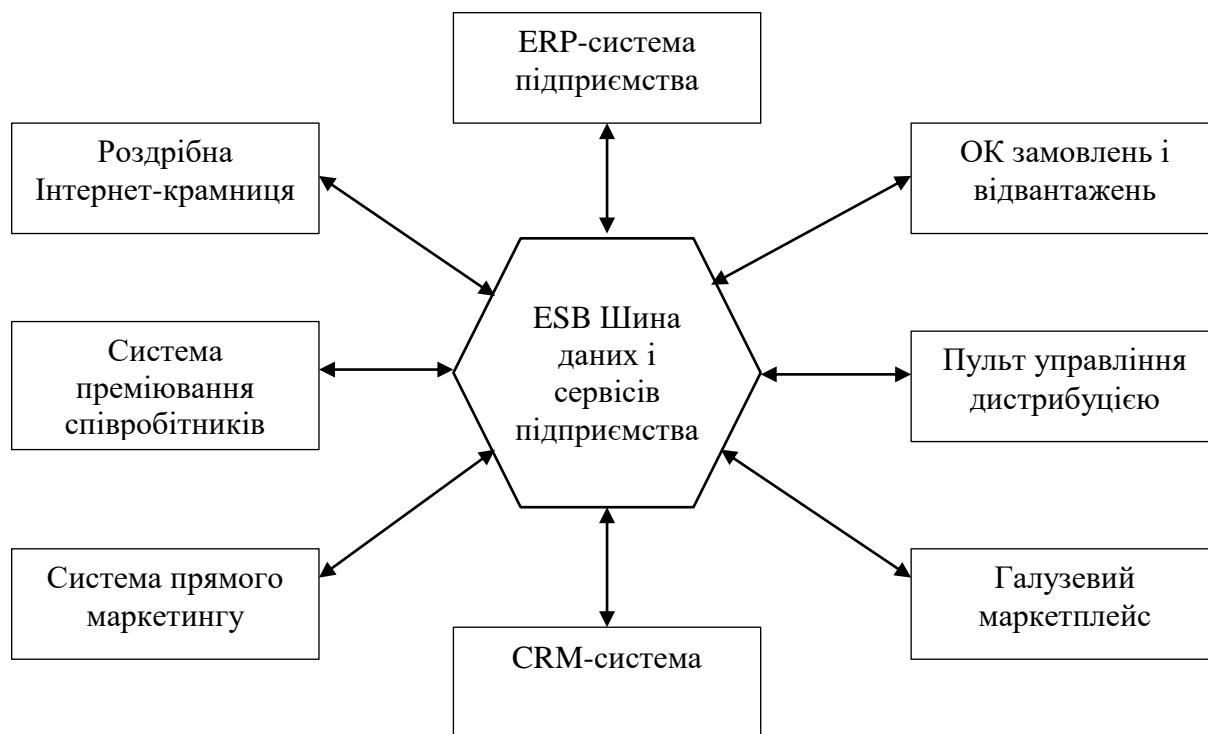 ERP-система
підприємства
Роздрібна
Інтернет-крамниця
ОК замовлень і
відвантажень
ESB Шина
даних і
сервісів
підприємства
Система
преміювання
співробітників
Пульт управління
дистрибуцією
Система прямого
маркетингу
Галузевий
маркетплейс
CRM-система